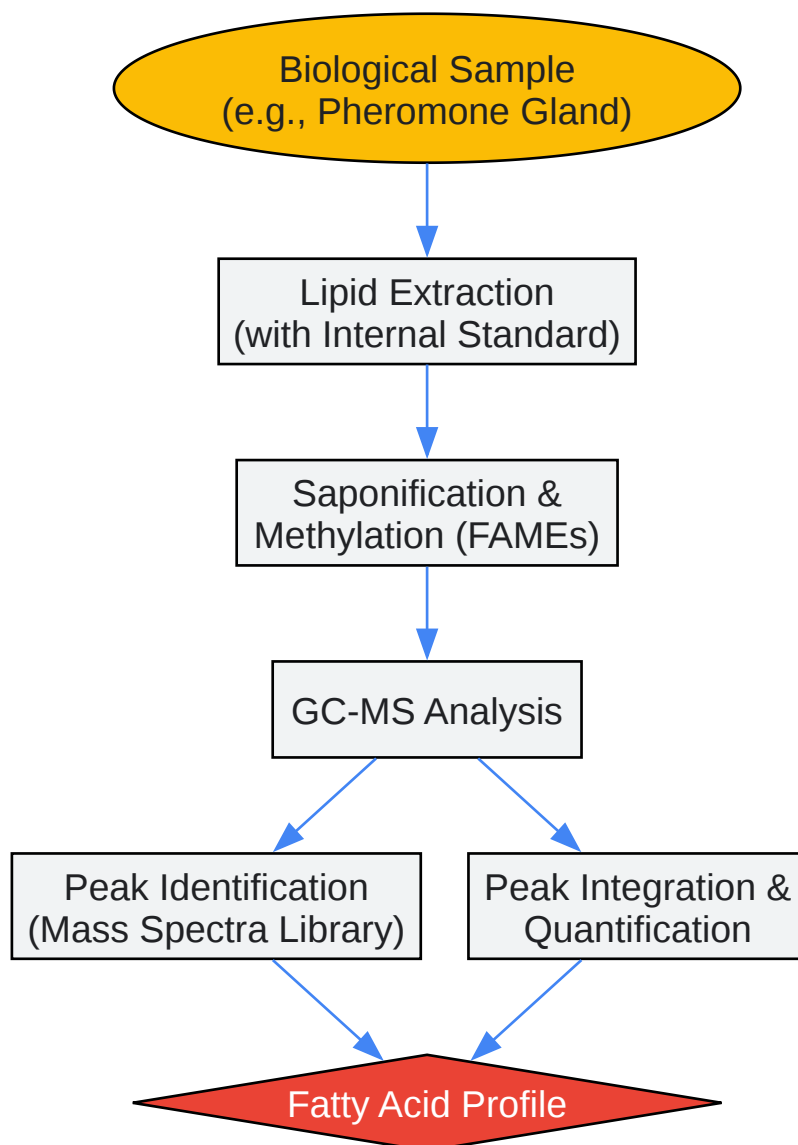 Biological Sample
(e.g., Pheromone Gland)
Lipid Extraction
(with Internal Standard)
Saponification &
Methylation (FAMEs)
GC-MS Analysis
Peak Identification
(Mass Spectra Library)
Peak Integration &
Quantification
Fatty Acid Profile